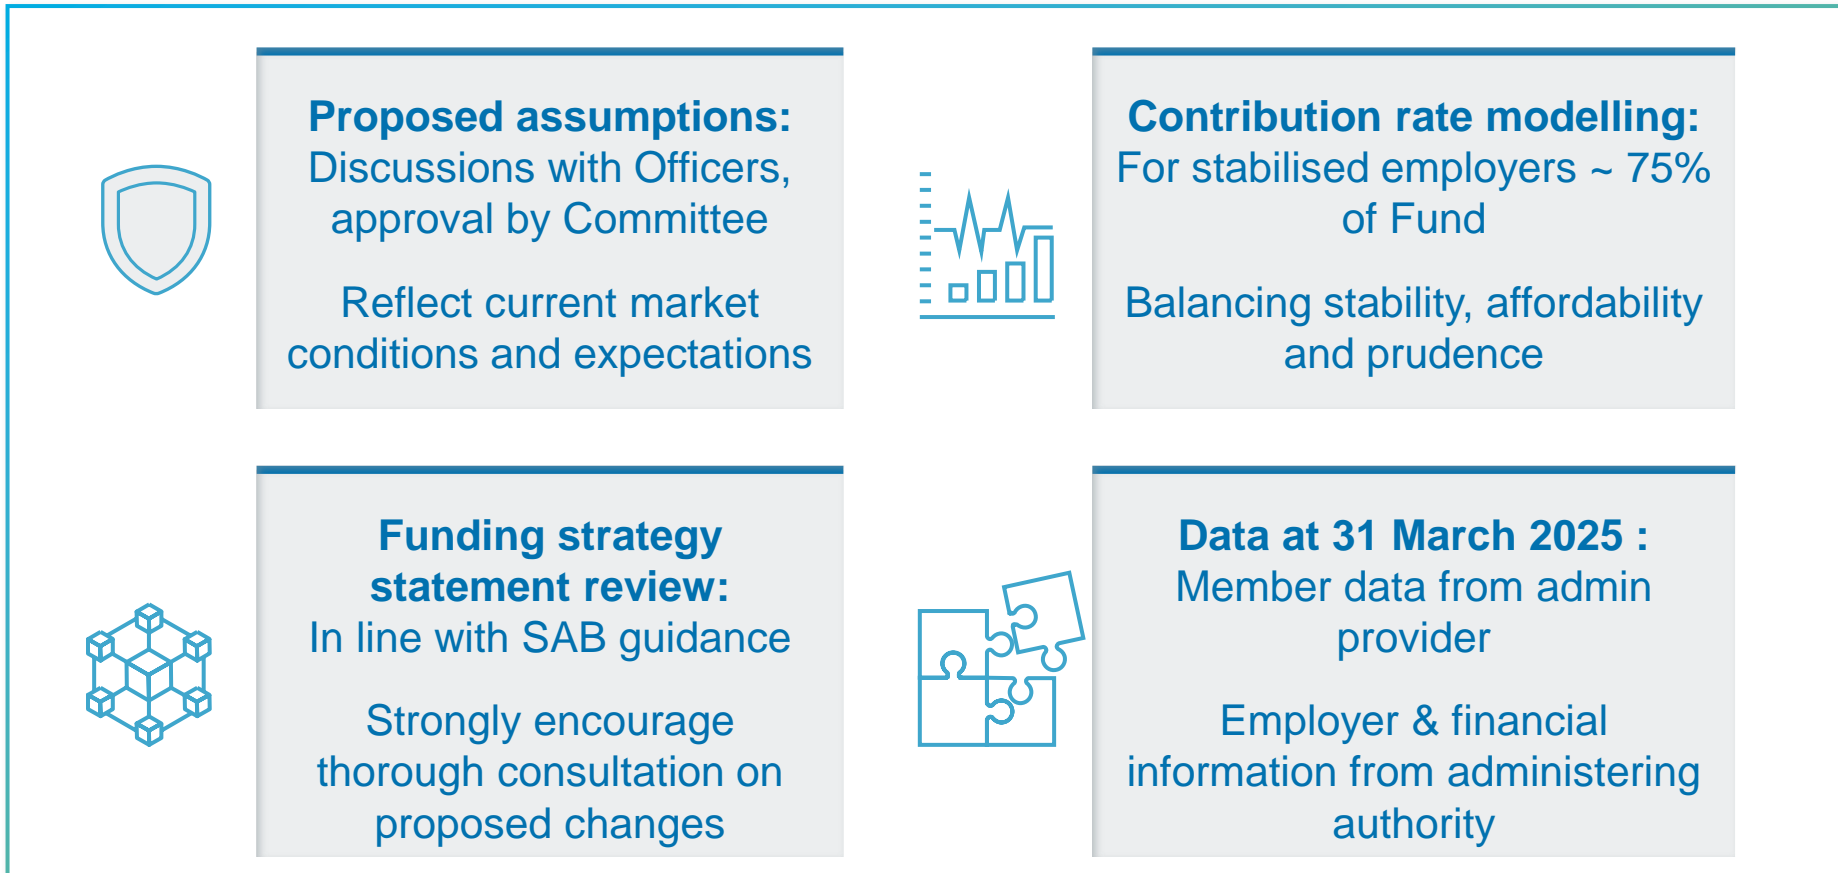 Proposed assumptions:
Discussions with Officers,
approval by Committee
Reflect current market
conditions and expectations
Contribution rate modelling:
For stabilised employers ~ 75%
of Fund
Balancing stability, affordability
and prudence
Funding strategy
statement review:
In line with SAB guidance
Strongly encourage
thorough consultation on
proposed changes
Data at 31 March 2025 :
Member data from admin
provider
Employer & financial
information from administering
authority